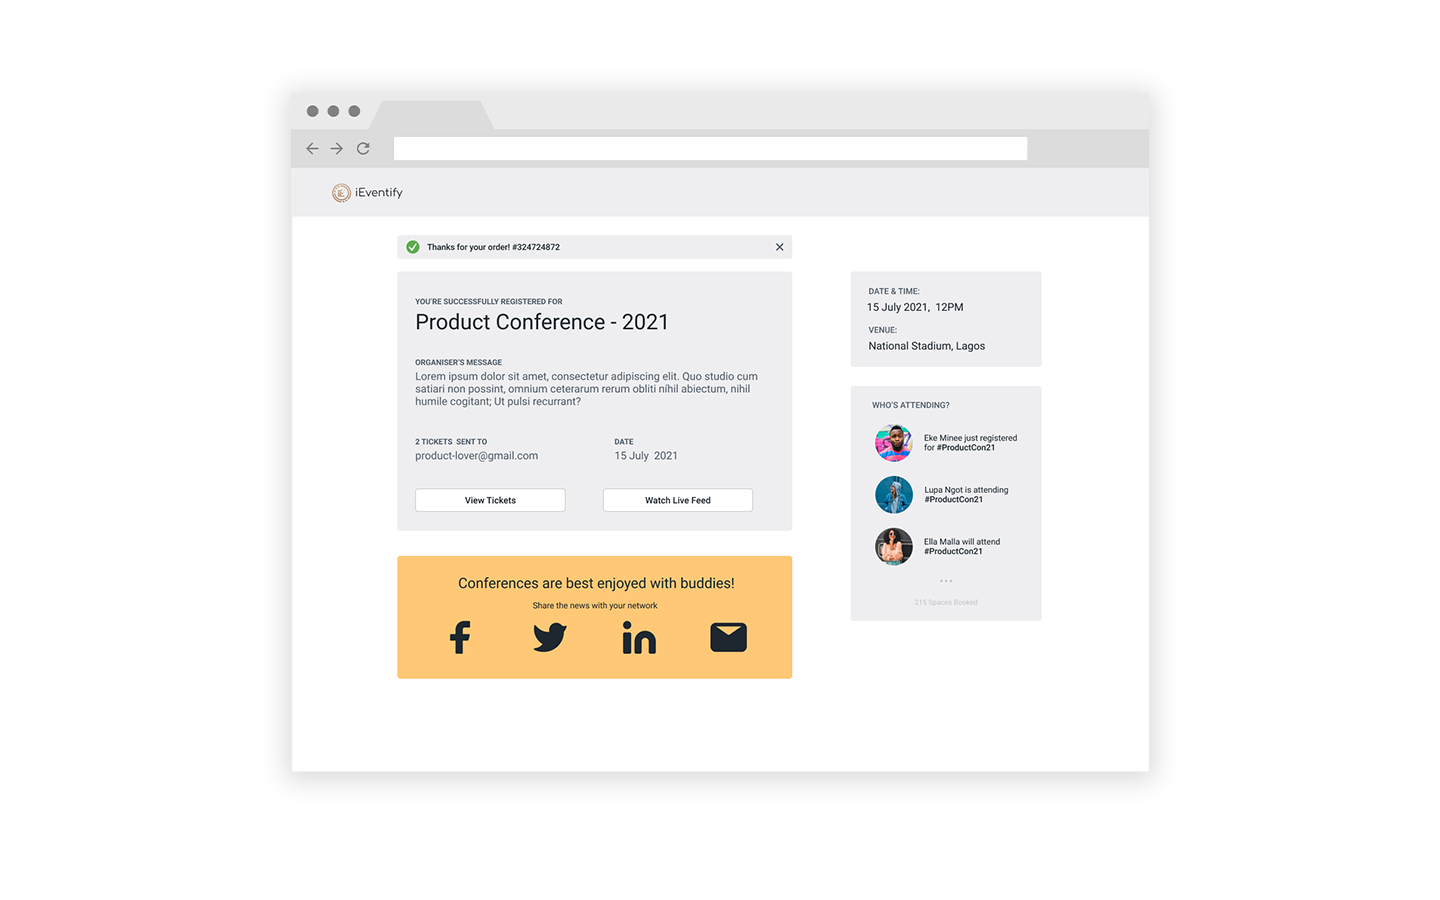 iE
iEventify
Thanks for your order! #324724872
YOU'RE SUCCESSFULLY REGISTERED FOR
Product Conference - 2021
ORGANISER'S MESSAGE
Lorem ipsum dolor sit amet, consectetur adipiscing elit. Quo studio cum
satiari non possint, omnium ceterarum rerum obliti níhil abiectum, nihil
humile cogitant; Ut pulsi recurrant?
2 TICKETS SENT TO
product-lover@gmail.com
DATE
15 July 2021
View Tickets
Watch Live Feed
Conferences are best enjoyed with buddies!
Share the news with your network
DATE & TIME:
15 July 2021, 12PM
VENUE:
National Stadium, Lagos
WHO'S ATTENDING?
Eke Minee just registered
for #ProductCon21
Lupa Ngot is attending
#ProductCon21
Ella Malla will attend
#ProductCon21
...
215 Spaces Booked